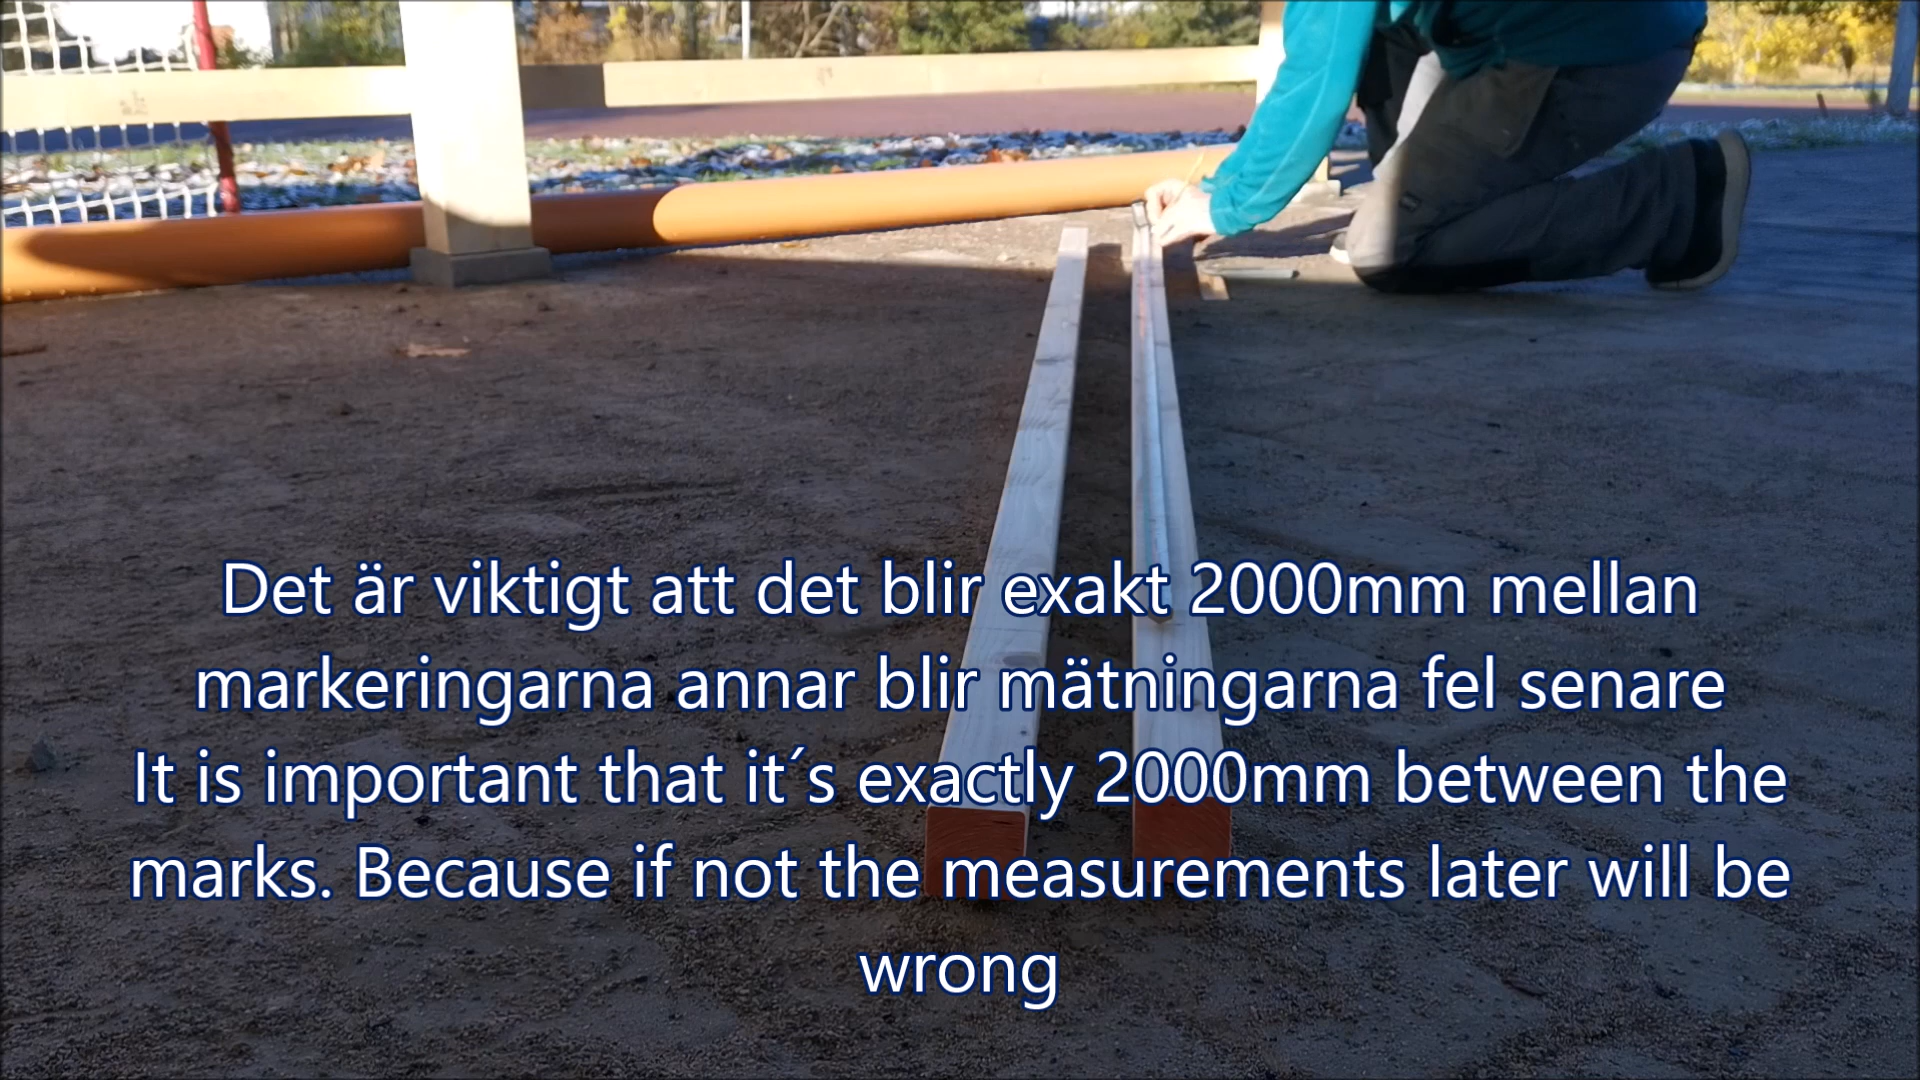 Det är viktigt att det blir exakt 2000mm mellan
markeringarna annar blir mätningarna fel senare
It is important that it´s exactly 2000mm between the
marks. Because if not the measurements later will be
wrong